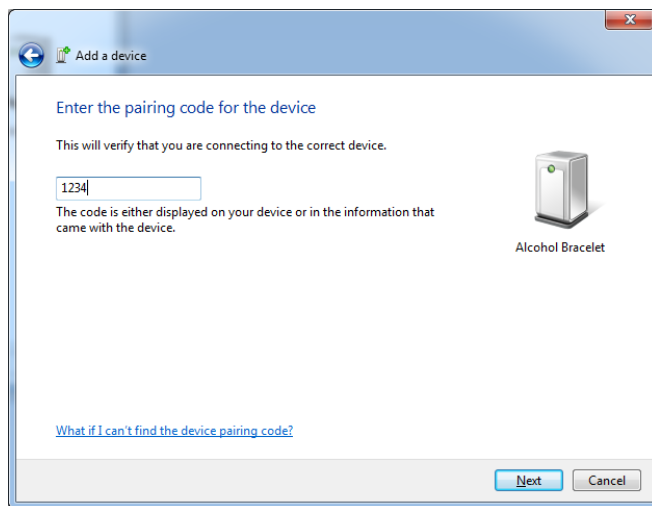 Add a device
Enter the pairing code for the device
This will verify that you are connecting to the correct device.
1234
The code is either displayed on your device or in the information that
came with the device.
Alcohol Bracelet
What if I can't find the device pairing code?
Next
Cancel